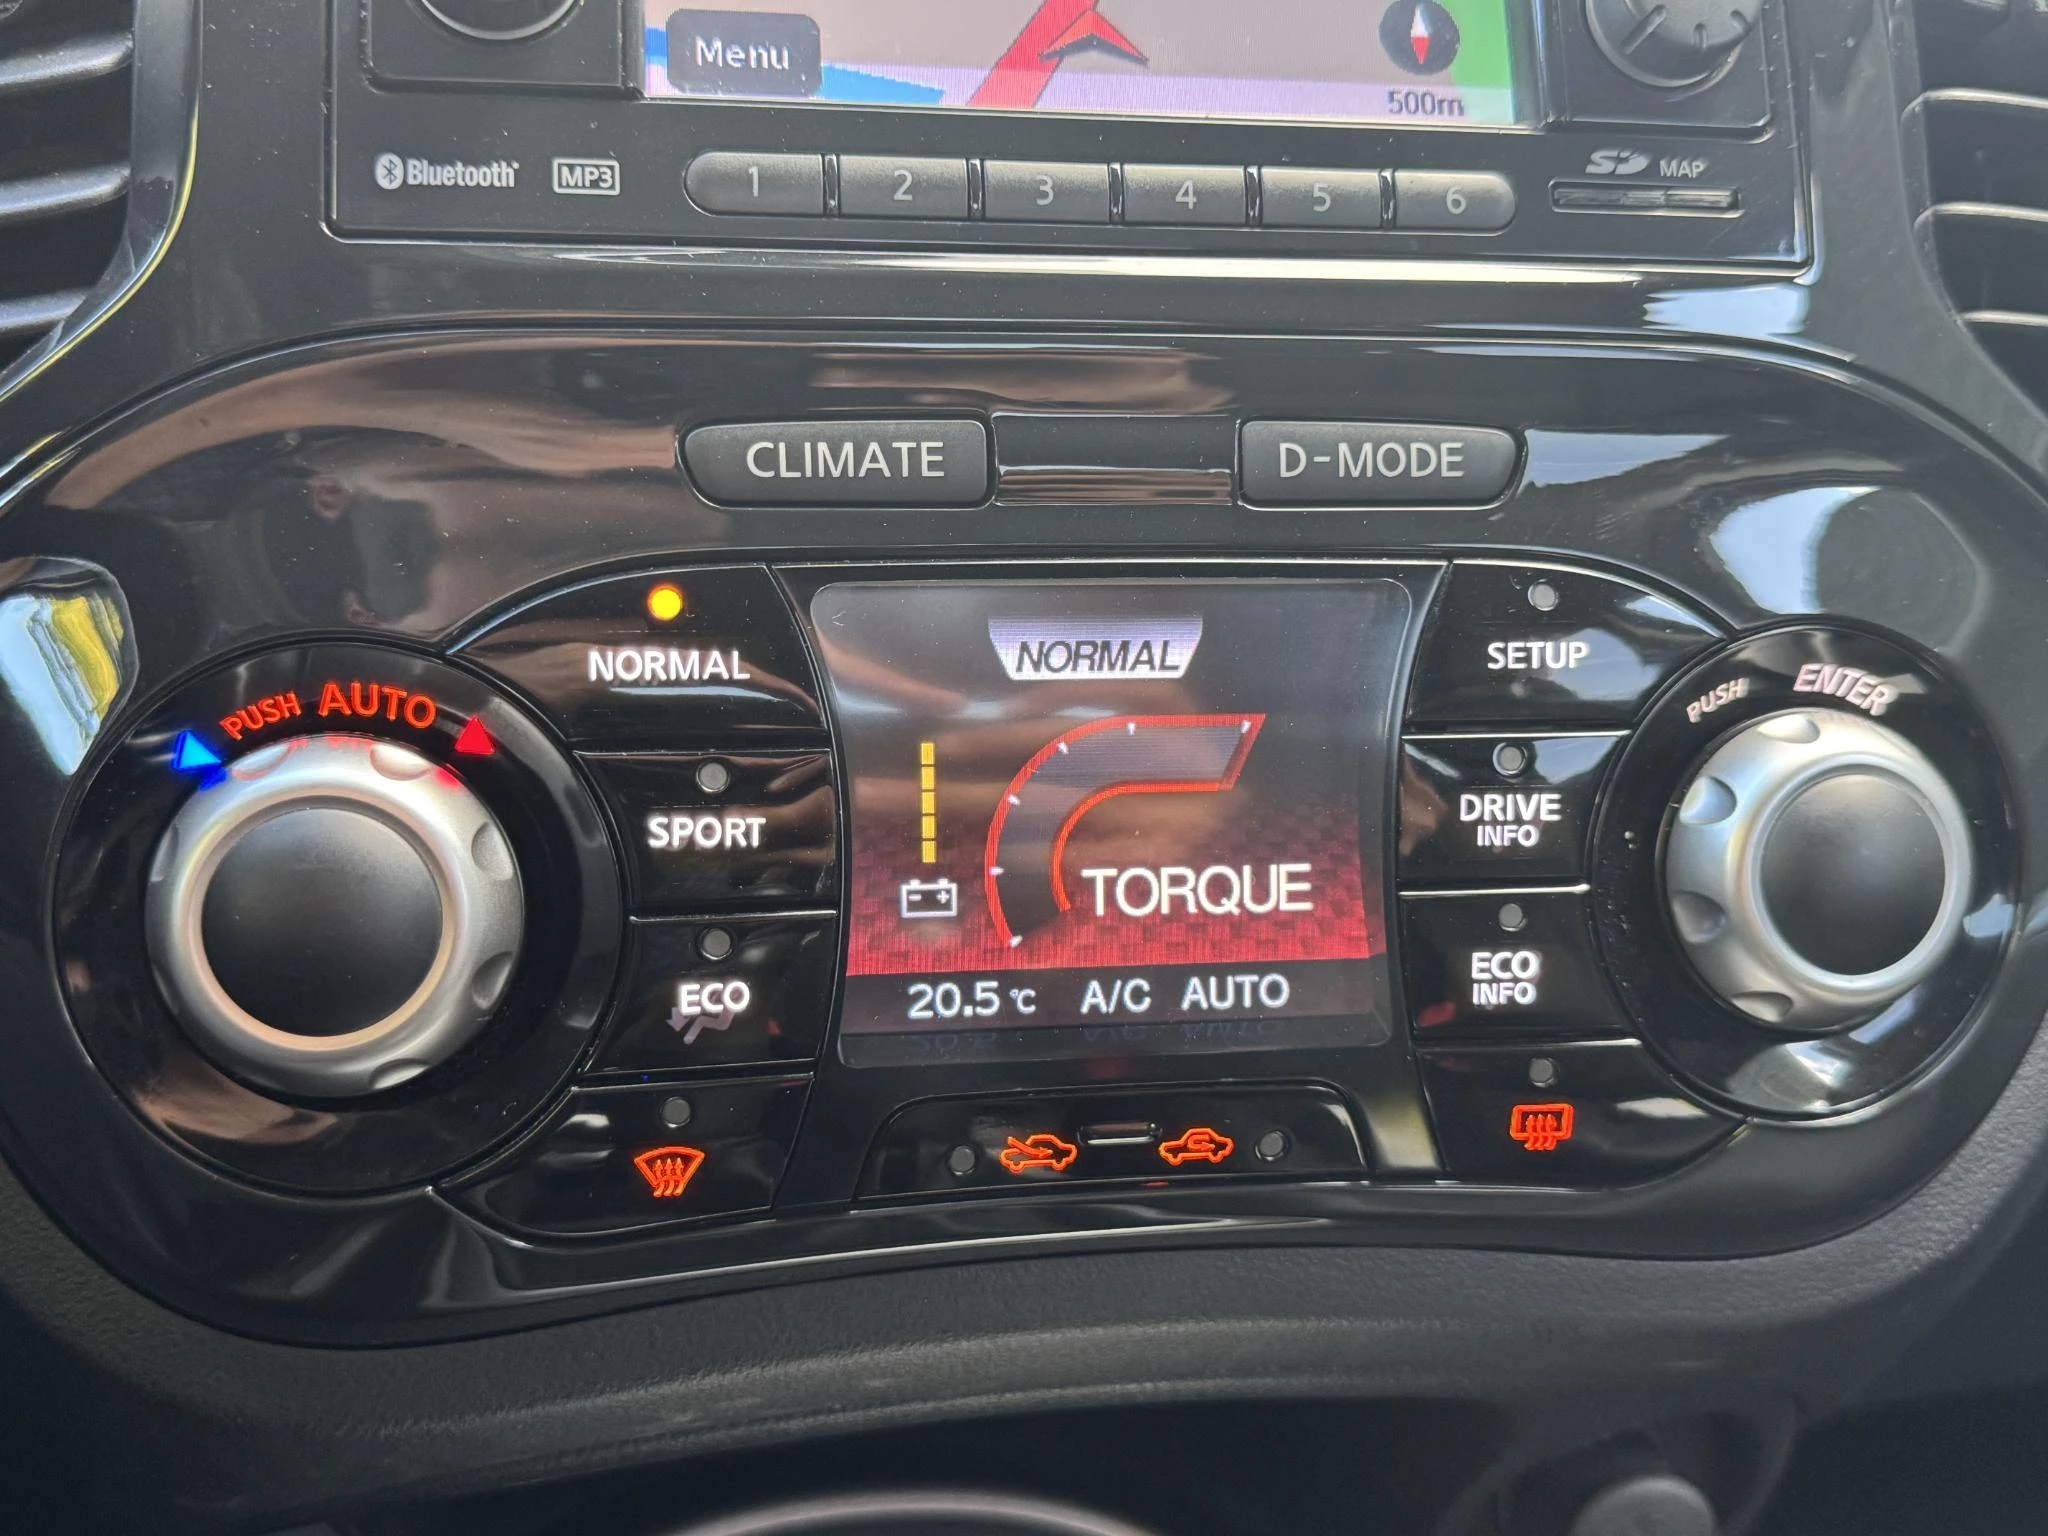 Menu
500m
Bluetooth
MP3
1 2 3 4 5 6
SD MAP
CLIMATE
D-MODE
NORMAL
SPORT
ECO
PUSH AUTO
NORMAL
TORQUE
20.5 °C A/C AUTO
SETUP
DRIVE
INFO
ECO
INFO
PUSH ENTER